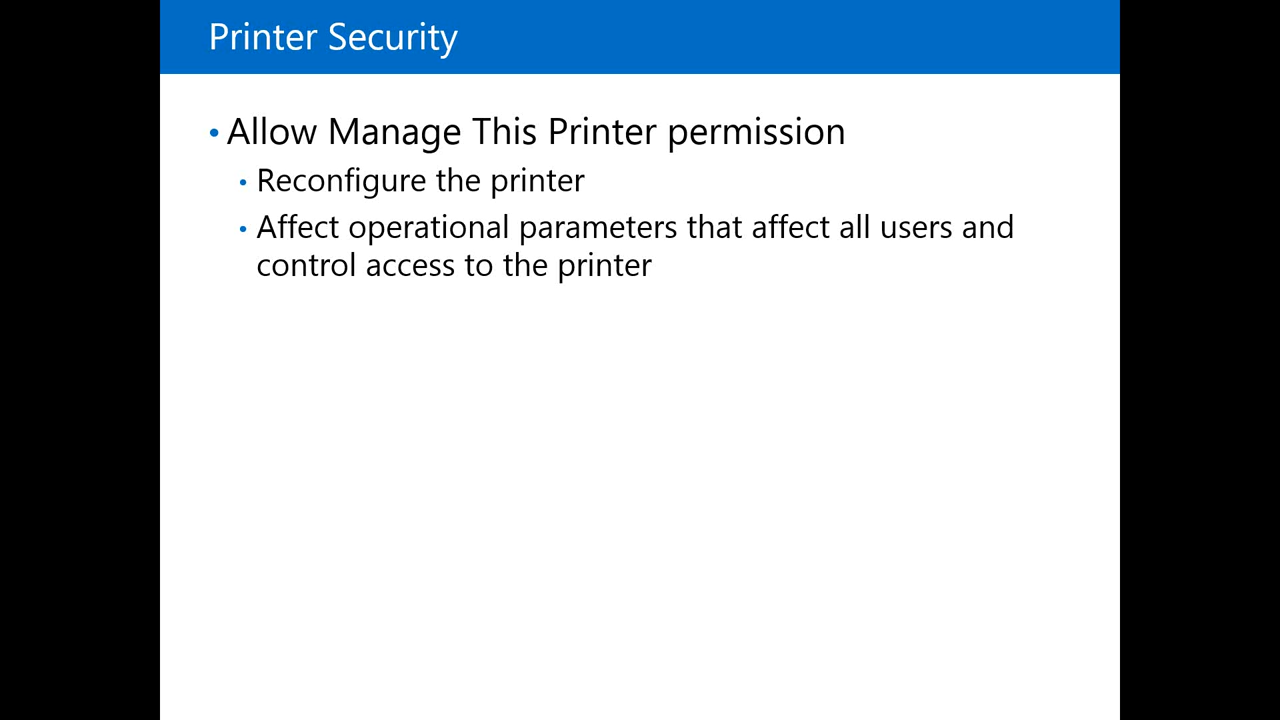 Printer Security
• Allow Manage This Printer permission
• Reconfigure the printer
• Affect operational parameters that affect all users and
control access to the printer